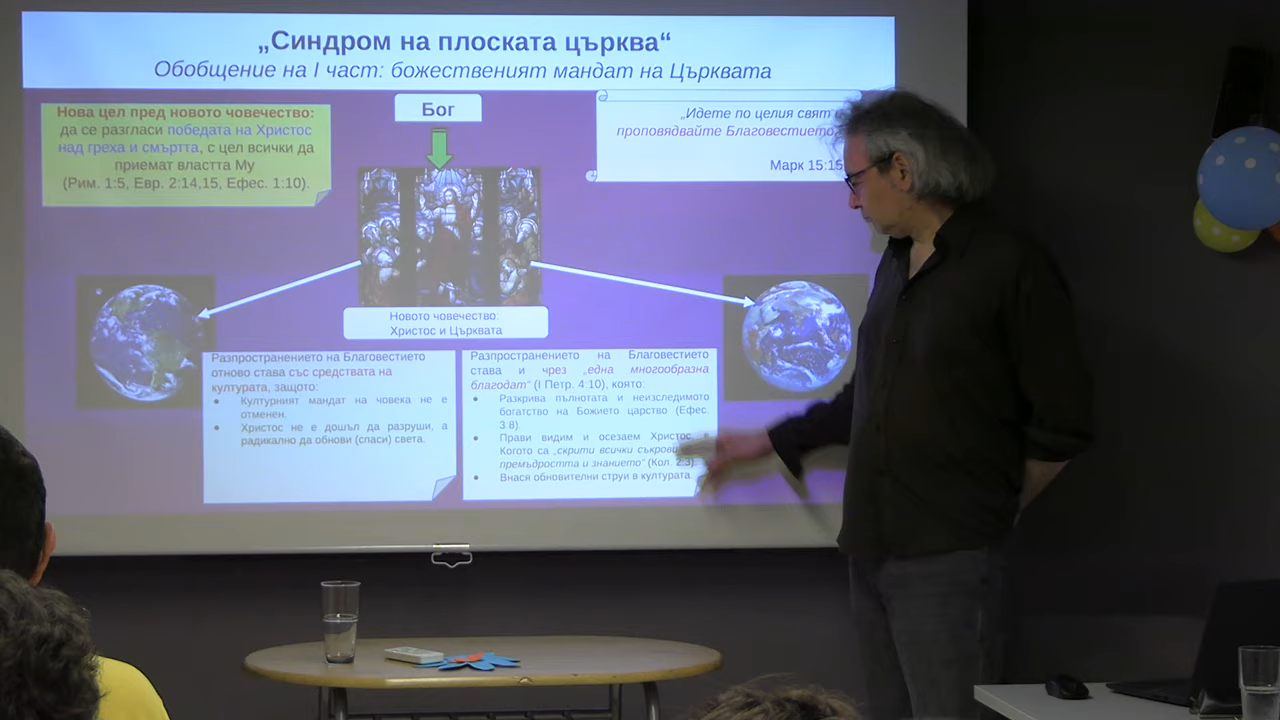 „Синдром на плоската църква“
Обобщение на I част: божественият мандат на Църквата
Нова цел пред новото човечество:
да се разгласи победата на Христос
над греха и смъртта, с цел всички да
приемат властта Му
(Рим. 1:5, Евр. 2:14,15, Ефес. 1:10).
Бог
„Идете по целия свят
проповядвайте Благовестието
Марк 15:15
Новото човечество:
Христос и Църквата
Разпространението на Благовестието
отново става със средствата на
културата, защото:
● Културният мандат на човека не е
отменен.
● Христос не е дошъл да разруши, а
радикално да обнови (спаси) света.
Разпространението на Благовестието
става и чрез „една многообразна
благодат“ (I Петр. 4:10), която:
● Разкрива пълнотата и неизследимото
богатство на Божието царство (Ефес.
3:8).
● Прави видим и осезаем Христос, в
Когото са „скрити всички
премъдростта и знанието“ (Кол. 2:3).
● Внася обновителни струи в културата.